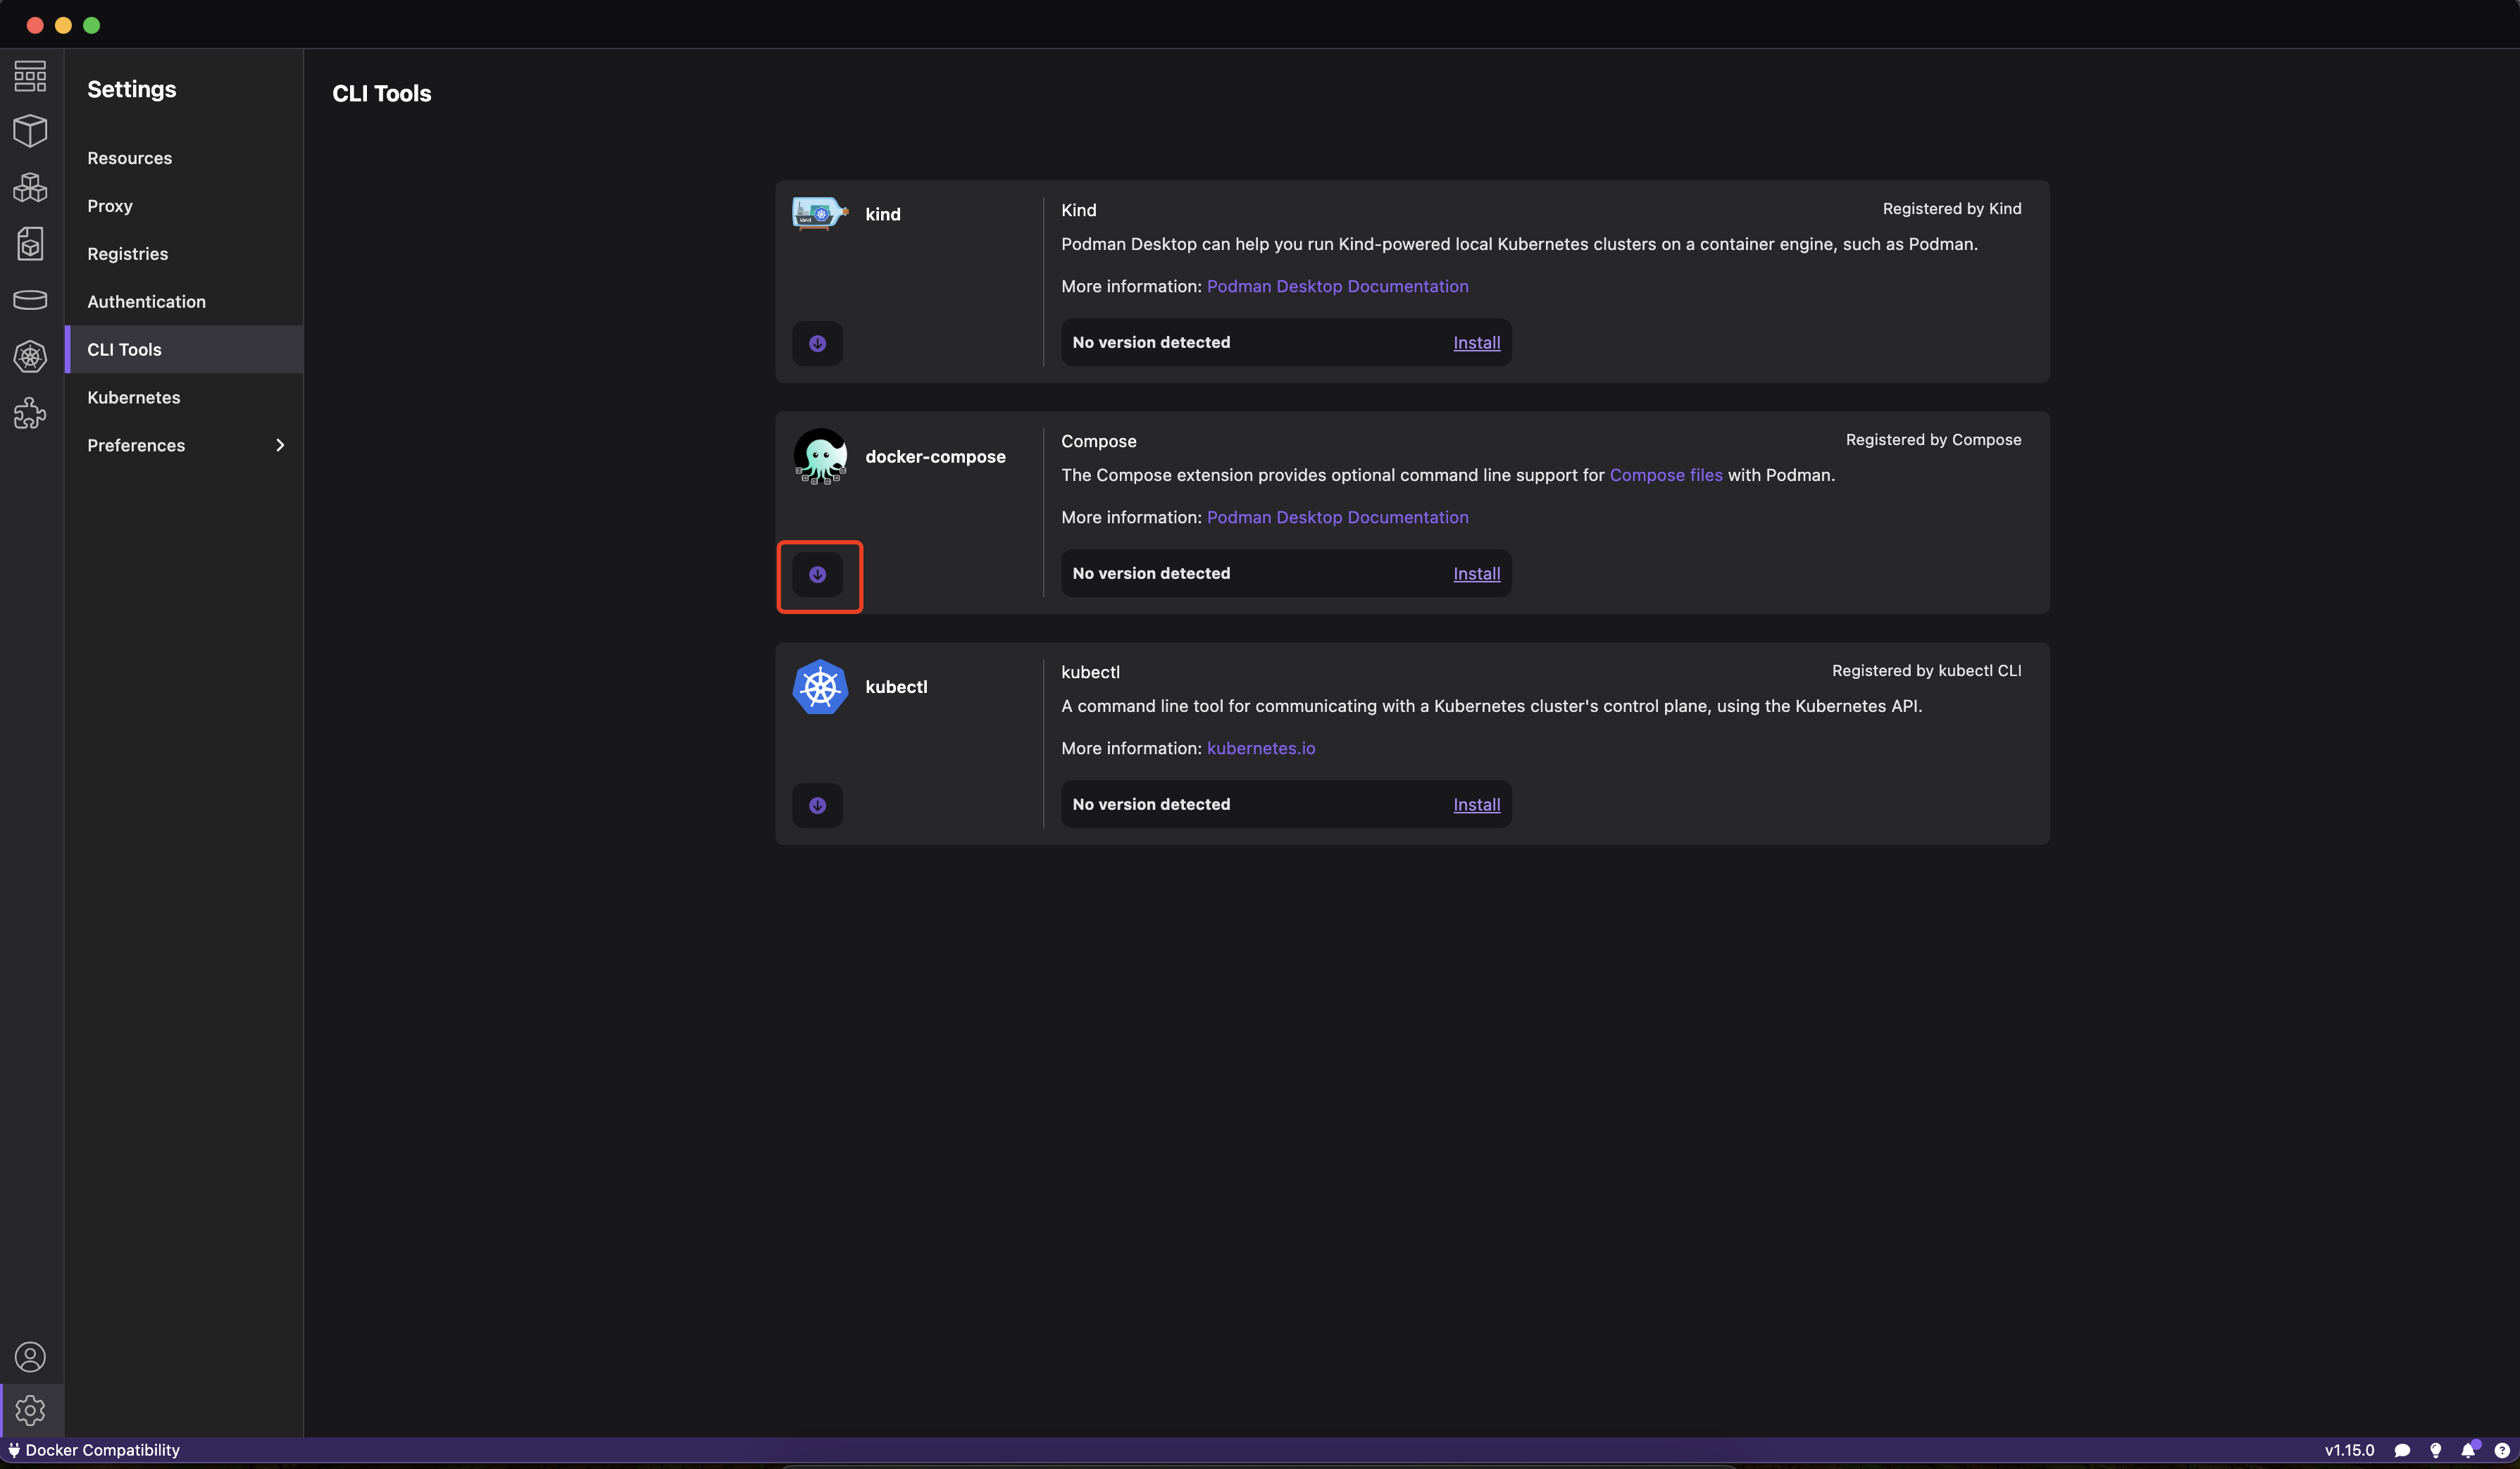 Settings
Resources
Proxy
Registries
Authentication
CLI Tools
Kubernetes
Preferences
CLI Tools
kind
kind
Kind
Registered by Kind
Podman Desktop can help you run Kind-powered local Kubernetes clusters on a container engine, such as Podman.
More information: Podman Desktop Documentation
No version detected Install
docker-compose
Compose
Registered by Compose
The Compose extension provides optional command line support for Compose files with Podman.
More information: Podman Desktop Documentation
No version detected Install
kubectl
kubectl
Registered by kubectl CLI
A command line tool for communicating with a Kubernetes cluster's control plane, using the Kubernetes API.
More information: kubernetes.io
No version detected Install
Docker Compatibility
v1.15.0